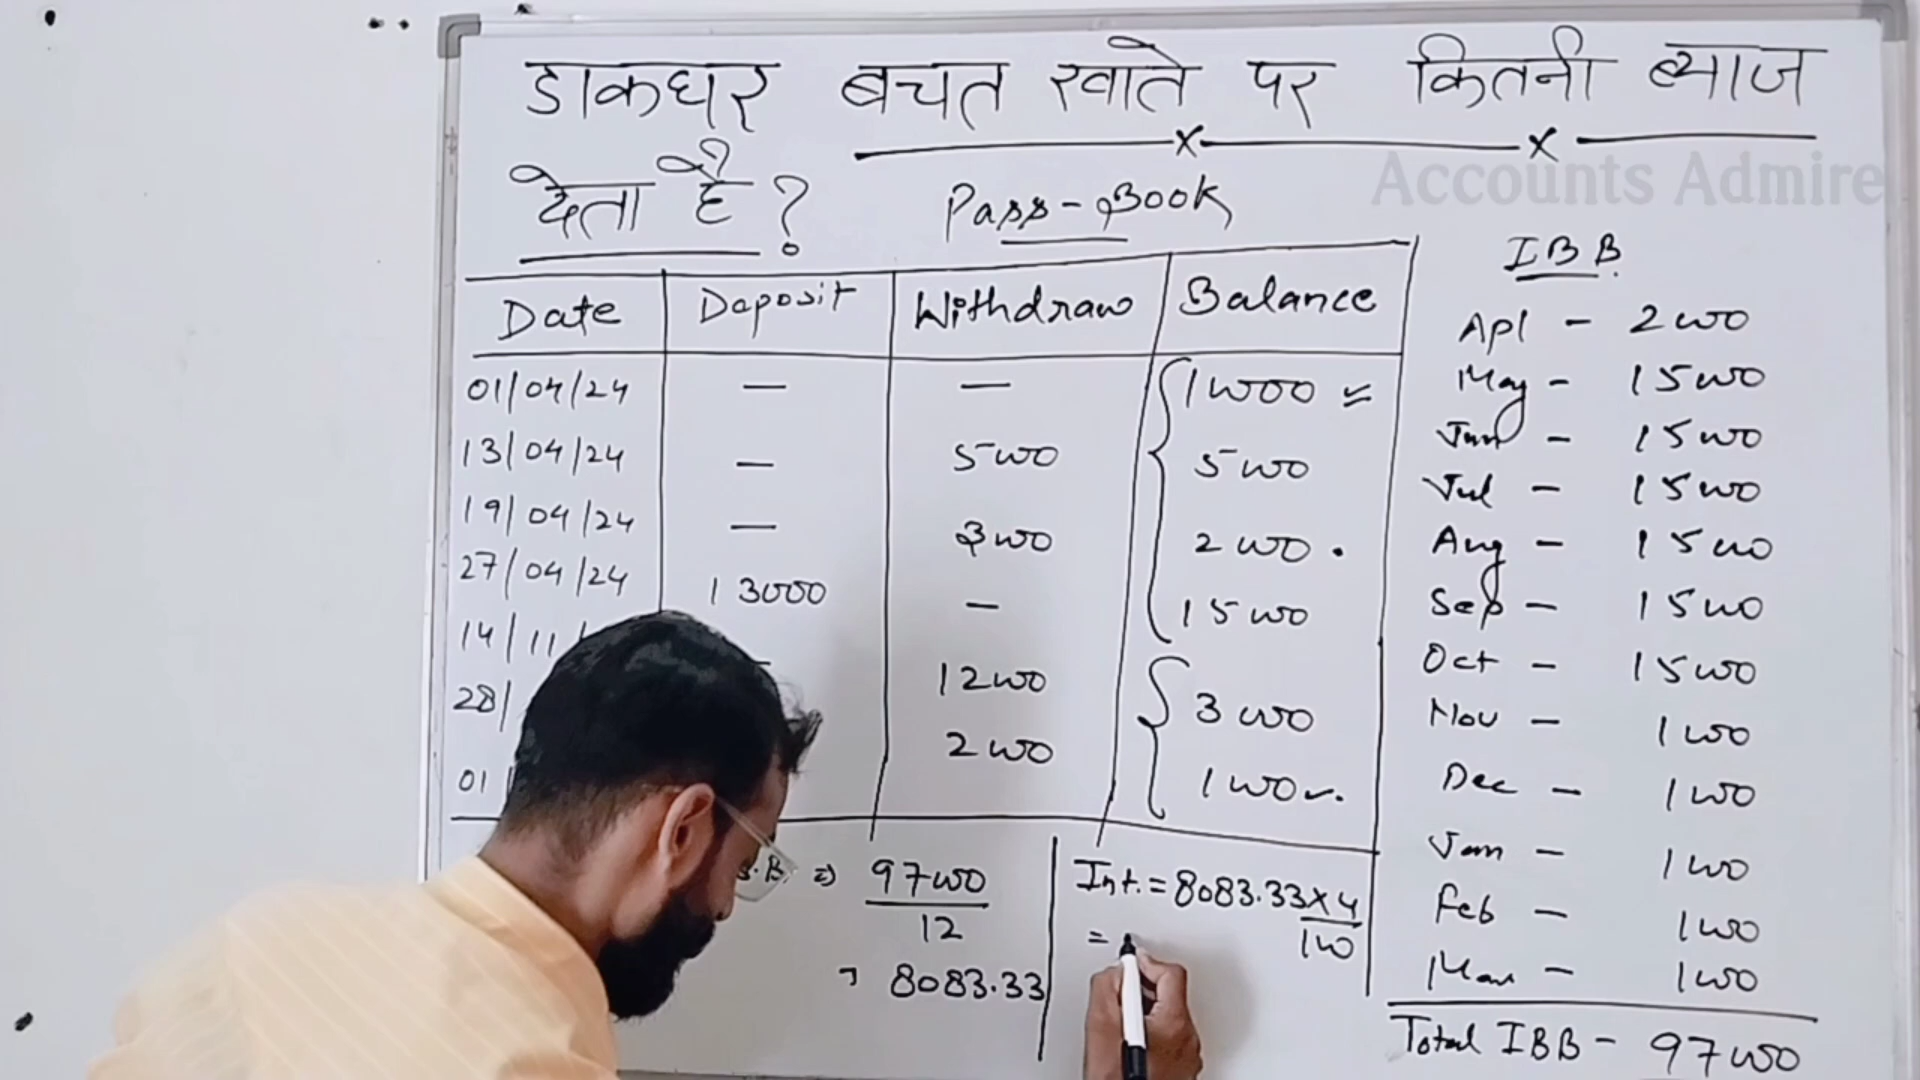 डाकघर बचत खाते पर कितनी ब्याज
देता है ?
Pass-Book
Accounts Admire
Date Deposit Withdraw Balance
01/04/24 — — 10000
13/04/24 — 5000 5000
19/04/24 — 3000 2000
27/04/24 13000 — 15000
14/11/ 12000 3000
28/ 2000 1000
01
.B. => 97000/12
= 8083.33
Int. = 8083.33 x 4/100
=
IBB
Apl - 2000
May - 15000
Jun - 15000
Jul - 15000
Aug - 15000
Sep - 15000
Oct - 15000
Nov - 1000
Dec - 1000
Jan - 1000
Feb - 1000
Mar - 1000
Total IBB - 97000